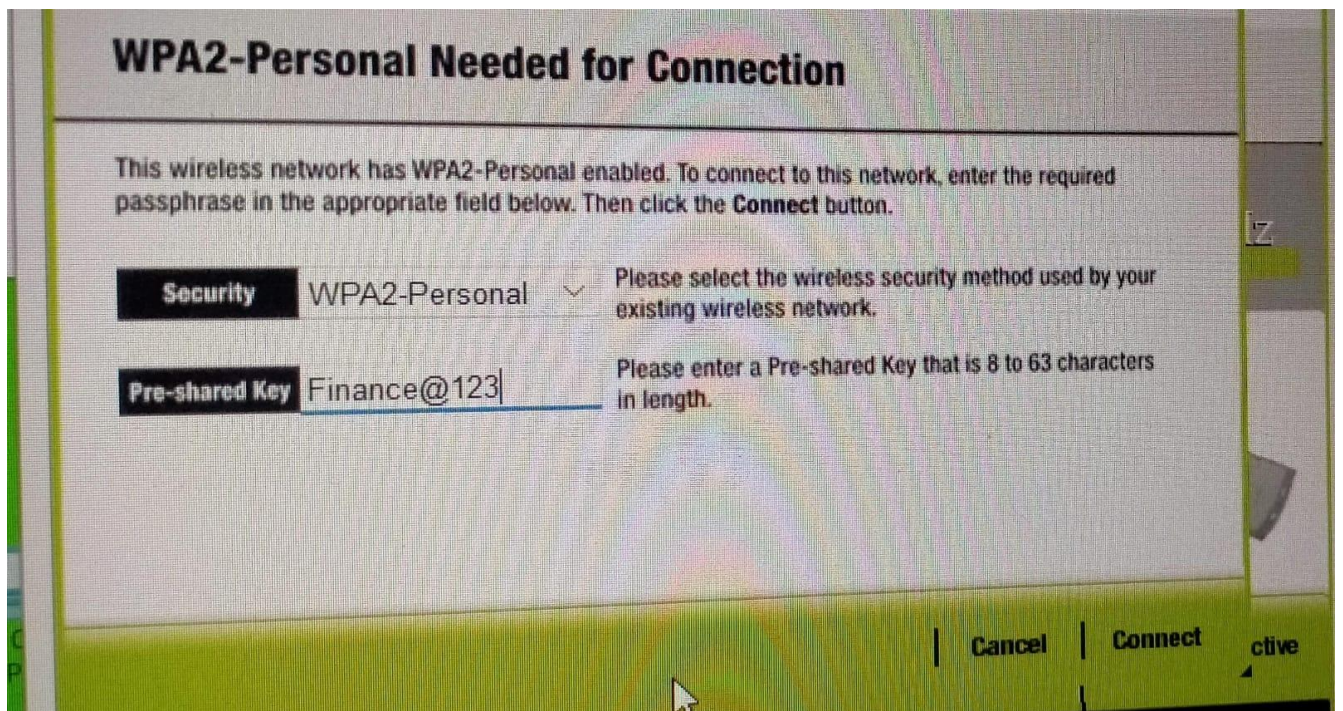 WPA2-Personal Needed for Connection
This wireless network has WPA2-Personal enabled. To connect to this network, enter the required
passphrase in the appropriate field below. Then click the Connect button.
Security WPA2-Personal
Please select the wireless security method used by your
existing wireless network.
Pre-shared Key Finance@123
Please enter a Pre-shared Key that is 8 to 63 characters
in length.
Cancel
Connect
ctive